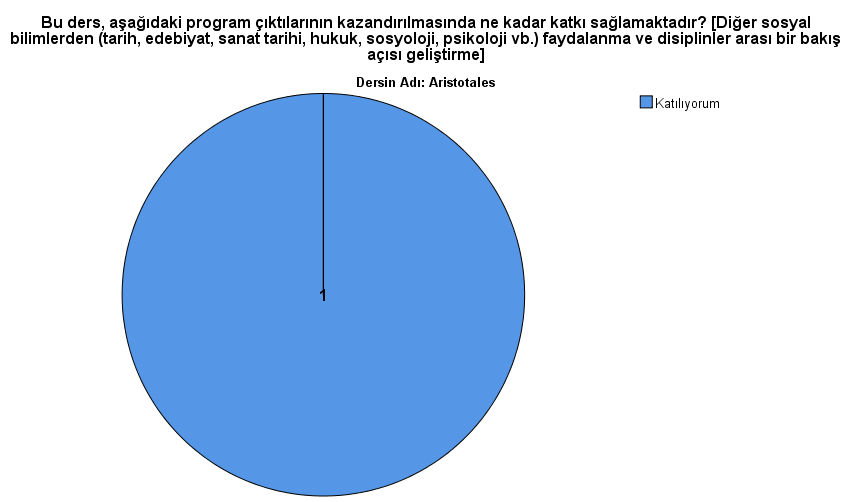 Bu ders, aşağıdaki program çıktılarının kazandırılmasında ne kadar katkı sağlamaktadır? [Diğer sosyal
bilimlerden (tarih, edebiyat, sanat tarihi, hukuk, sosyoloji, psikoloji vb.) faydalanma ve disiplinler arası bir bakış
açısı geliştirme]
Dersin Adı: Aristotales
Katılıyorum
1